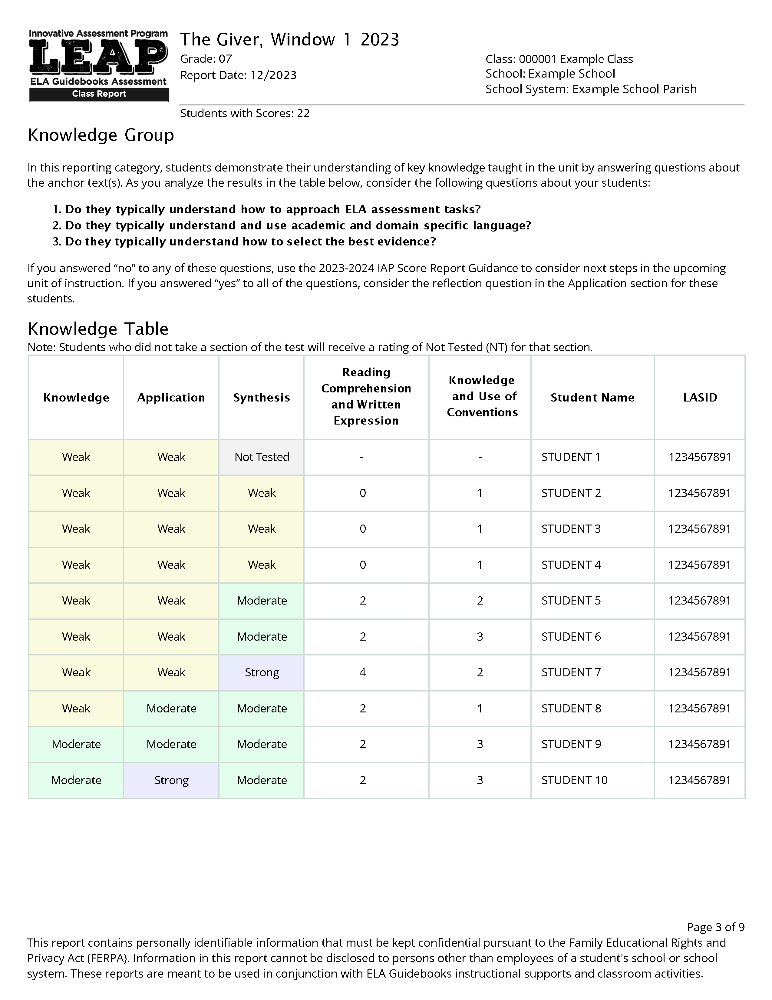 Innovative Assessment Program
LEAP
ELA Guidebooks Assessment
Class Report
The Giver, Window 1 2023
Grade: 07
Report Date: 12/2023
Class: 000001 Example Class
School: Example School
School System: Example School Parish
Students with Scores: 22
Knowledge Group
In this reporting category, students demonstrate their understanding of key knowledge taught in the unit by answering questions about
the anchor text(s). As you analyze the results in the table below, consider the following questions about your students:
1. Do they typically understand how to approach ELA assessment tasks?
2. Do they typically understand and use academic and domain specific language?
3. Do they typically understand how to select the best evidence?
If you answered “no” to any of these questions, use the 2023-2024 IAP Score Report Guidance to consider next steps in the upcoming
unit of instruction. If you answered “yes” to all of the questions, consider the reflection question in the Application section for these
students.
Knowledge Table
Note: Students who did not take a section of the test will receive a rating of Not Tested (NT) for that section.
Knowledge Application Synthesis Reading Comprehension and Written Expression Knowledge and Use of Conventions Student Name LASID
Weak Weak Not Tested - - STUDENT 1 1234567891
Weak Weak Weak 0 1 STUDENT 2 1234567891
Weak Weak Weak 0 1 STUDENT 3 1234567891
Weak Weak Weak 0 1 STUDENT 4 1234567891
Weak Weak Moderate 2 2 STUDENT 5 1234567891
Weak Weak Moderate 2 3 STUDENT 6 1234567891
Weak Weak Strong 4 2 STUDENT 7 1234567891
Weak Moderate Moderate 2 1 STUDENT 8 1234567891
Moderate Moderate Moderate 2 3 STUDENT 9 1234567891
Moderate Strong Moderate 2 3 STUDENT 10 1234567891
Page 3 of 9
This report contains personally identifiable information that must be kept confidential pursuant to the Family Educational Rights and
Privacy Act (FERPA). Information in this report cannot be disclosed to persons other than employees of a student's school or school
system. These reports are meant to be used in conjunction with ELA Guidebooks instructional supports and classroom activities.